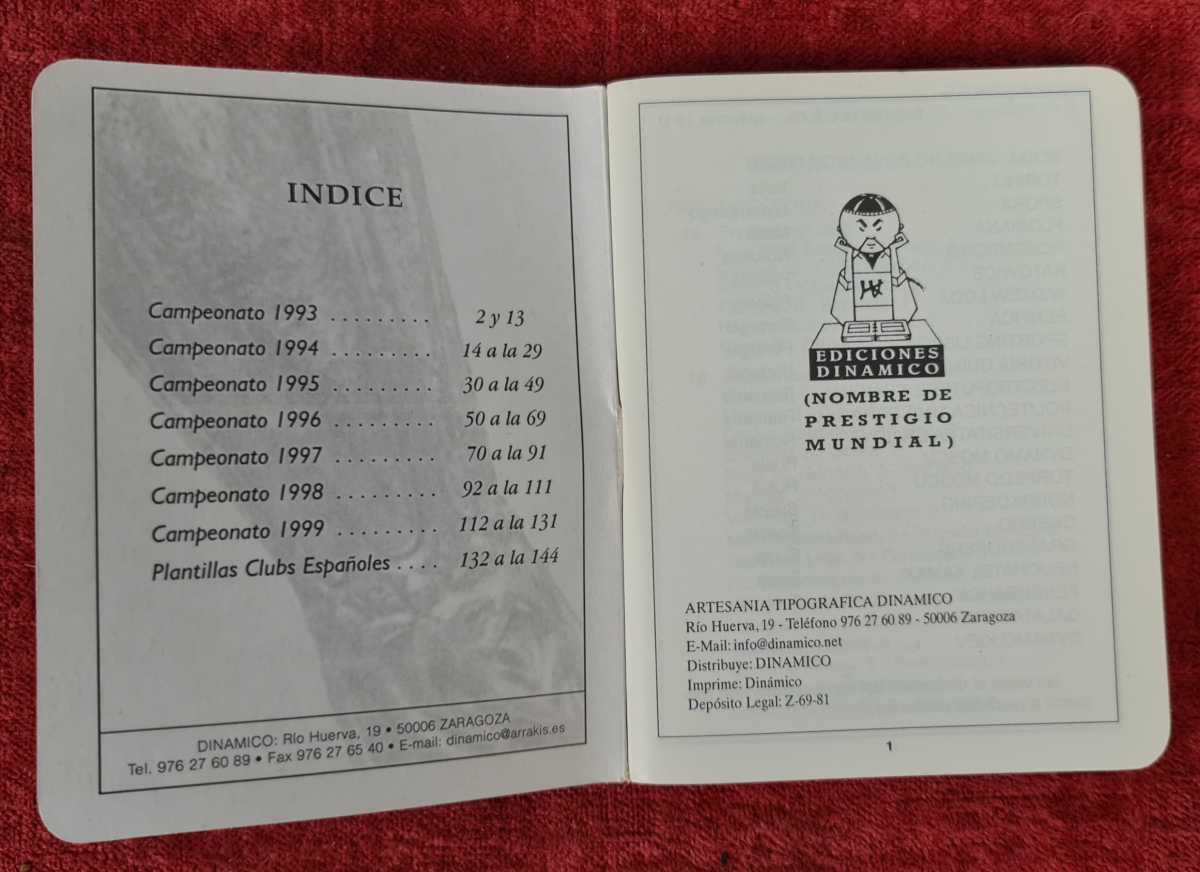 INDICE
Campeonato 1993 . . . . . . . . . 2 y 13
Campeonato 1994 . . . . . . . . . 14 a la 29
Campeonato 1995 . . . . . . . . . 30 a la 49
Campeonato 1996 . . . . . . . . . 50 a la 69
Campeonato 1997 . . . . . . . . . 70 a la 91
Campeonato 1998 . . . . . . . . . 92 a la 111
Campeonato 1999 . . . . . . . . . 112 a la 131
Plantillas Clubs Españoles . . . . 132 a la 144
DINAMICO: Río Huerva, 19 • 50006 ZARAGOZA
Tel. 976 27 60 89 • Fax 976 27 65 40 • E-mail: dinamico@arrakis.es
EDICIONES
DINAMICO
(NOMBRE DE
PRESTIGIO
MUNDIAL)
ARTESANIA TIPOGRAFICA DINAMICO
Río Huerva, 19 - Teléfono 976 27 60 89 - 50006 Zaragoza
E-Mail: info@dinamico.net
Distribuye: DINAMICO
Imprime: Dinámico
Depósito Legal: Z-69-81
1